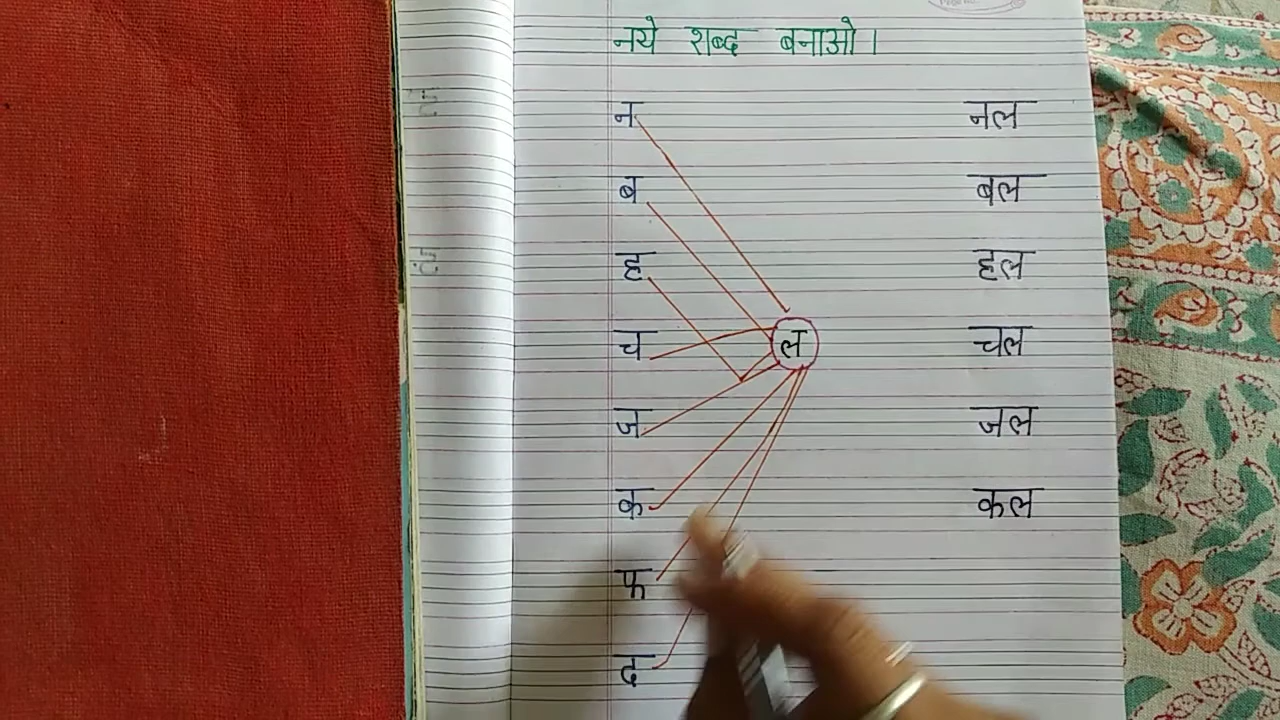 नये शब्द बनाओ।
न नल
ब बल
ह हल
च ल चल
ज जल
क कल
फ
द